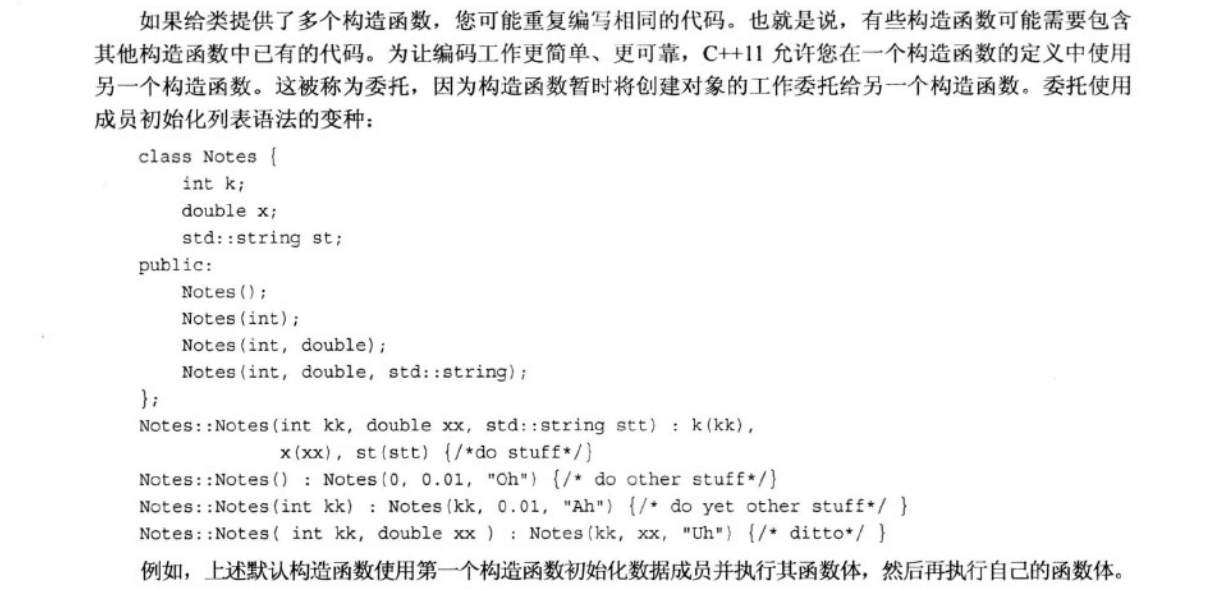 如果给类提供了多个构造函数，您可能重复编写相同的代码。也就是说，有些构造函数可能需要包含
其他构造函数中已有的代码。为让编码工作更简单、更可靠，C++11 允许您在一个构造函数的定义中使用
另一个构造函数。这被称为委托，因为构造函数暂时将创建对象的工作委托给另一个构造函数。委托使用
成员初始化列表语法的变种：
class Notes {
    int k;
    double x;
    std::string st;
public:
    Notes();
    Notes(int);
    Notes(int, double);
    Notes(int, double, std::string);
};
Notes::Notes(int kk, double xx, std::string stt) : k(kk),
            x(xx), st(stt) {/*do stuff*/}
Notes::Notes() : Notes(0, 0.01, "Oh") {/* do other stuff*/}
Notes::Notes(int kk) : Notes(kk, 0.01, "Ah") {/* do yet other stuff*/ }
Notes::Notes( int kk, double xx ) : Notes(kk, xx, "Uh") {/* ditto*/ }
例如，上述默认构造函数使用第一个构造函数初始化数据成员并执行其函数体，然后再执行自己的函数体。